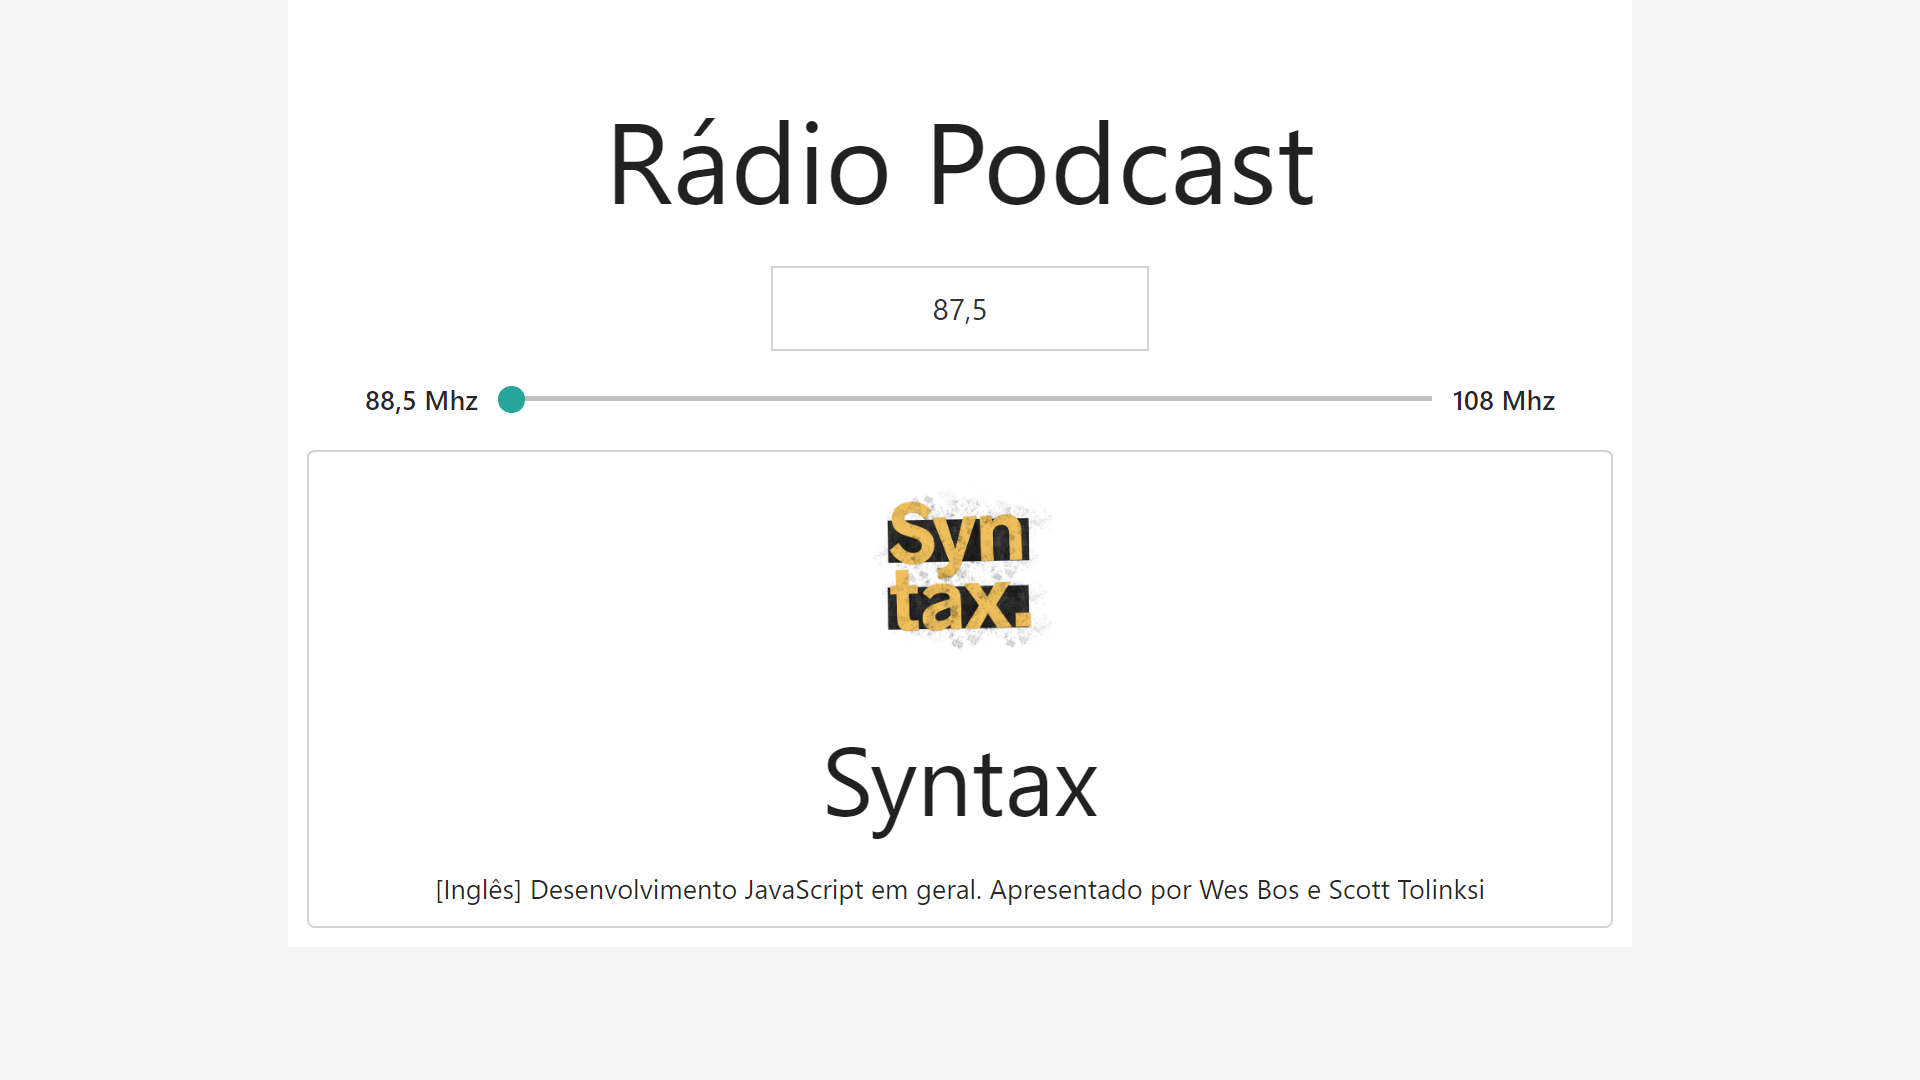 Rádio Podcast
87,5
88,5 Mhz 108 Mhz
Syn
tax.
Syntax
[Inglês] Desenvolvimento JavaScript em geral. Apresentado por Wes Bos e Scott Tolinksi